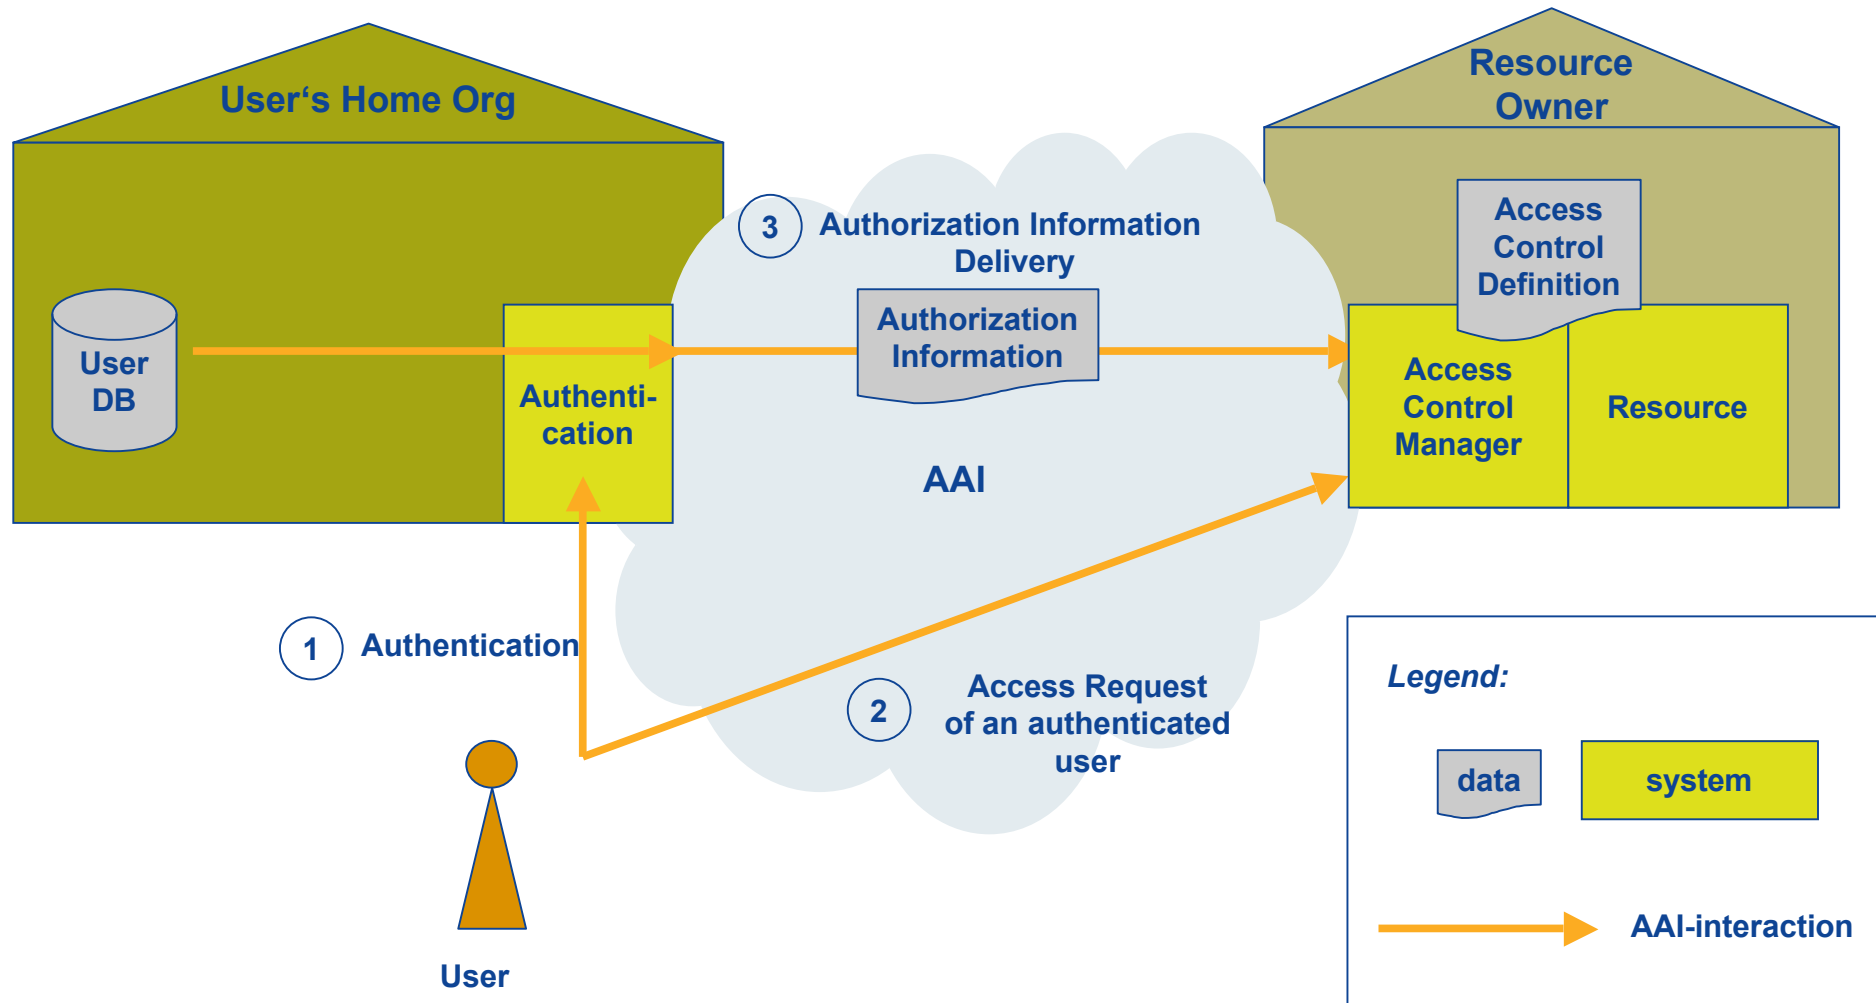 User‘s Home Org
Resource
Owner
3
Authorization Information
Delivery
Access
Control
Definition
User
DB
Authenti-
cation
Authorization
Information
Access
Control
Manager
Resource
AAI
1
Authentication
2
Access Request
of an authenticated
user
User
Legend:
data
system
AAI-interaction